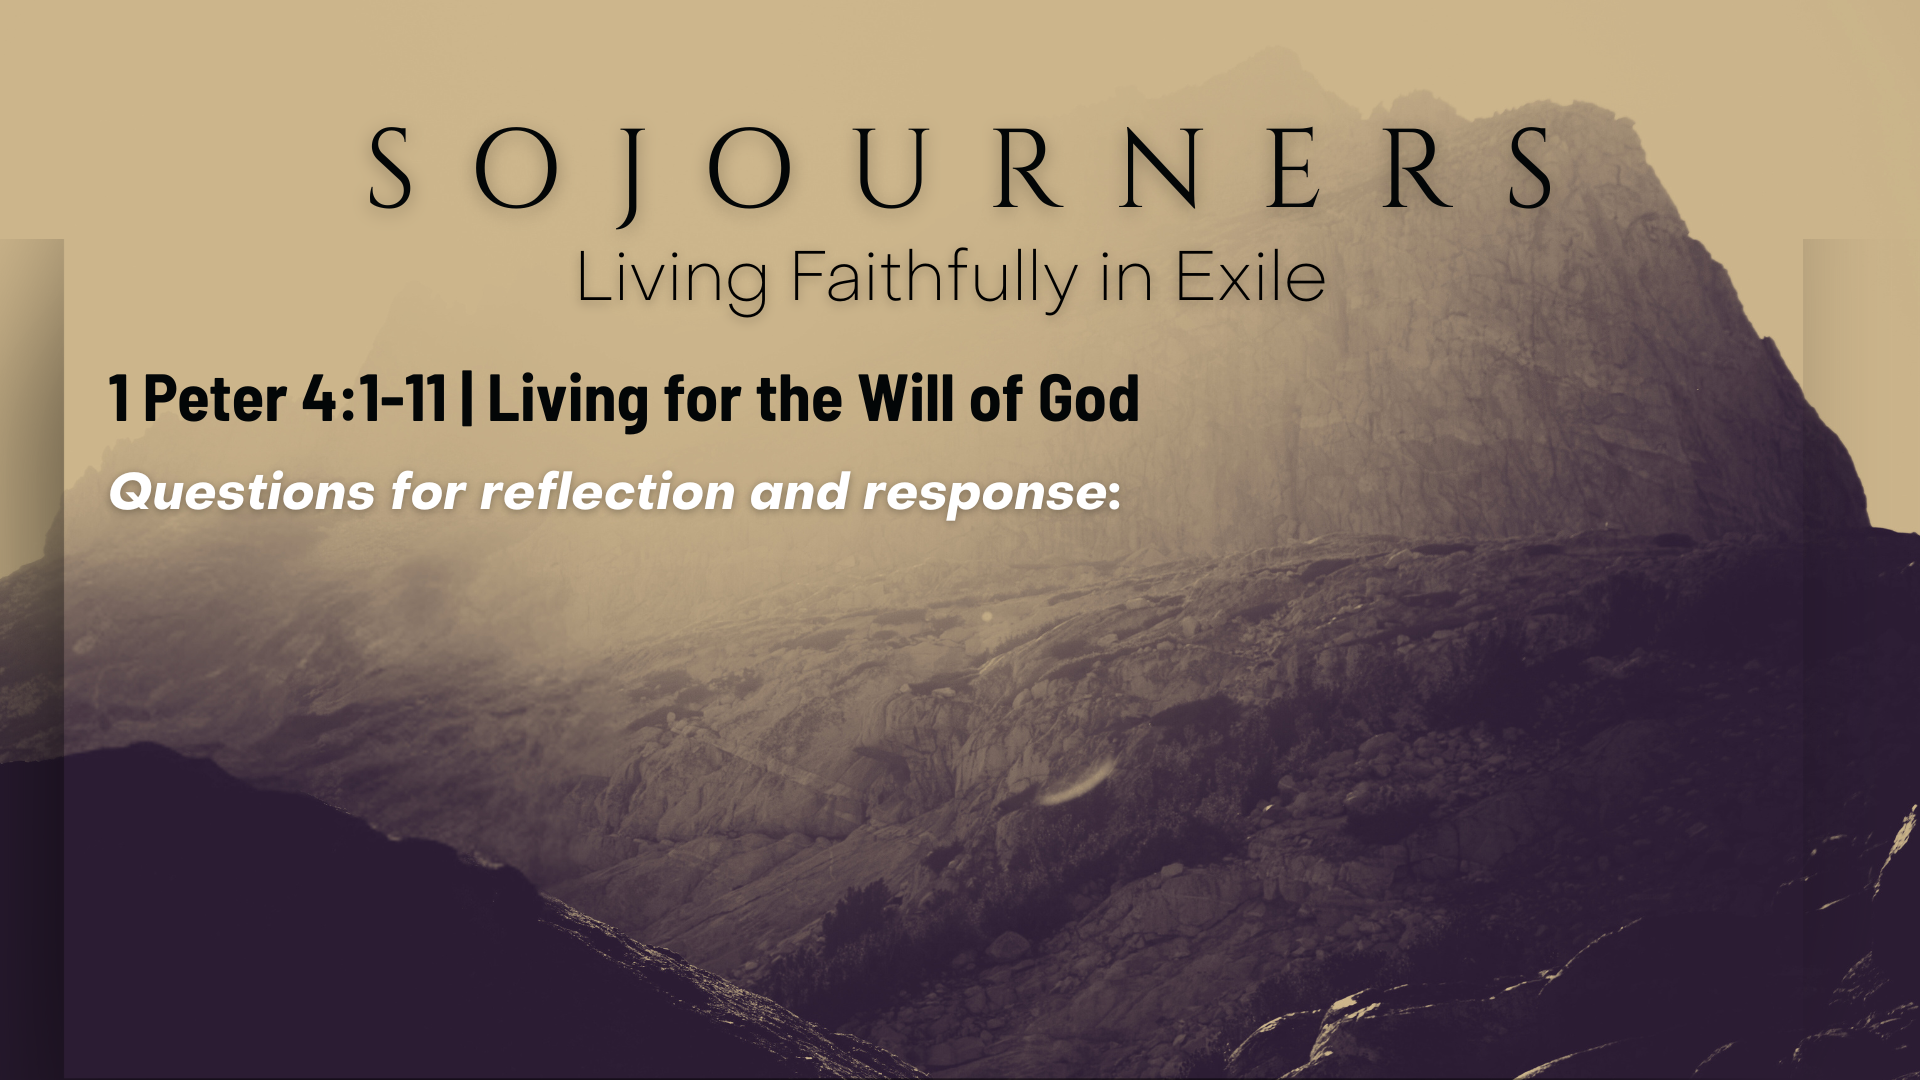 SOJOURNERS
Living Faithfully in Exile
1 Peter 4:1-11 | Living for the Will of God
Questions for reflection and response: